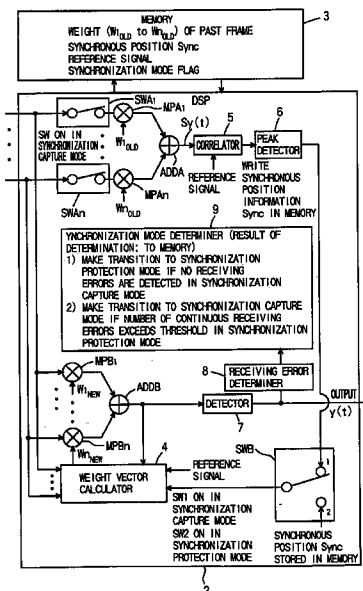 MEMORY
3
WEIGHT (W1OLD to WnOLD) OF PAST FRAME
SYNCHRONOUS POSITION Sync
REFERENCE SIGNAL
SYNCHRONIZATION MODE FLAG
SWA1
MPA1
DSP
SW ON IN
SYNCHRONIZATION
CAPTURE MODE
W1OLD
Sy(t)
5
6
CORRELATOR
PEAK
DETECTOR
ADDA
MPAn
SWAn
WnOLD
REFERENCE
SIGNAL
WRITE
SYNCHRONOUS
POSITION
INFORMATION
Sync IN MEMORY
9
YNCHRONIZATION MODE DETERMINER (RESULT OF
DETERMINATION: TO MEMORY)
1) MAKE TRANSITION TO SYNCHRONIZATION
PROTECTION MODE IF NO RECEIVING
ERRORS ARE DETECTED IN SYNCHRONIZATION
CAPTURE MODE
2) MAKE TRANSITION TO SYNCHRONIZATION CAPTURE
MODE IF NUMBER OF CONTINUOUS RECEIVING
ERRORS EXCEEDS THRESHOLD IN SYNCHRONIZATION
PROTECTION MODE
MPB1
W1NEW
8
RECEIVING ERROR
DETERMINER
ADDB
DETECTOR
7
OUTPUT
y(t)
MPBn
WnNEW
4
WEIGHT VECTOR
CALCULATOR
REFERENCE
SIGNAL
SWB
1
2
SW1 ON IN
SYNCHRONIZATION
CAPTURE MODE
SW2 ON IN
SYNCHRONIZATION
PROTECTION MODE
SYNCHRONOUS
POSITION Sync
STORED IN MEMORY
2